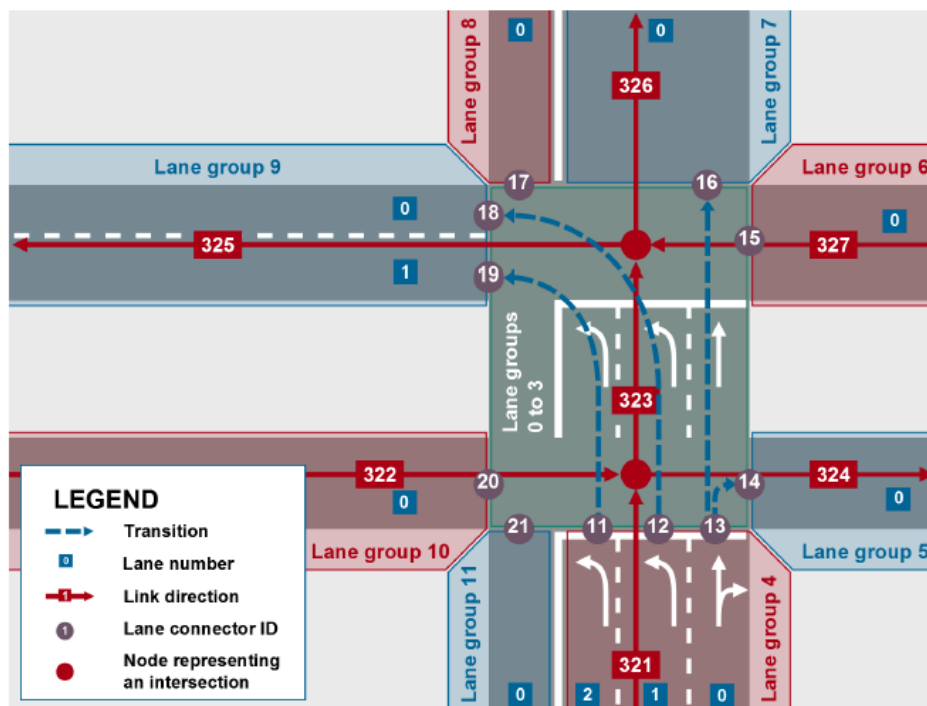 Lane group 8
0
0
Lane group 7
326
Lane group 9
17
16
Lane group 6
0
18
0
325
15
327
19
1
Lane groups
0 to 3
323
322
20
14
324
0
0
LEGEND
Transition
0
Lane number
1
Link direction
1
Lane connector ID
Node representing
an intersection
21
11
12
13
Lane group 10
Lane group 5
Lane group 11
Lane group 4
321
0
2
1
0